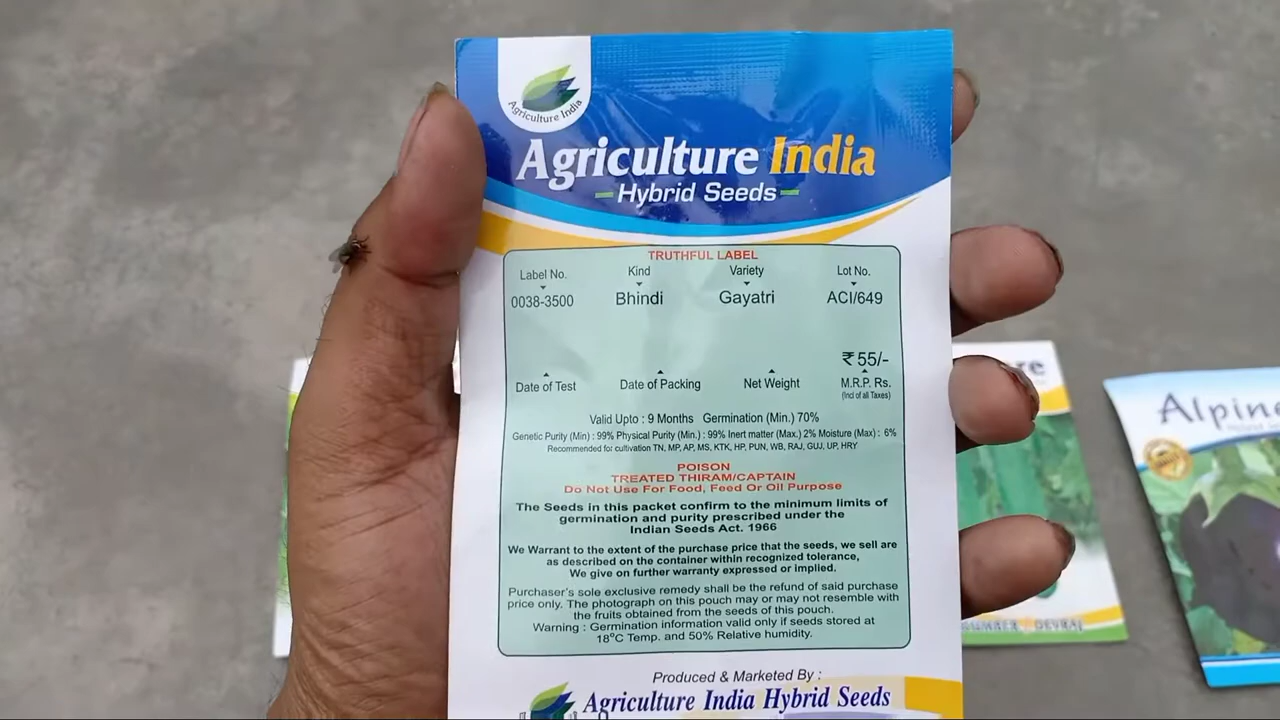 Agriculture India
Agriculture India
Hybrid Seeds
TRUTHFUL LABEL
Label No. Kind Variety Lot No.
0038-3500 Bhindi Gayatri ACI/649
₹ 55/-
Date of Test Date of Packing Net Weight M.R.P. Rs.
(Incl of all Taxes)
Valid Upto : 9 Months Germination (Min.) 70%
Genetic Purity (Min) : 99% Physical Purity (Min.) : 99% Inert matter (Max.) 2% Moisture (Max) : 6%
Recommended for cultivation TN, MP, AP, MS, KTK, HP, PUN, WB, RAJ, GUJ, UP, HRY
POISON
TREATED THIRAM/CAPTAIN
Do Not Use For Food, Feed Or Oil Purpose
The Seeds in this packet confirm to the minimum limits of
germination and purity prescribed under the
Indian Seeds Act. 1966
We Warrant to the extent of the purchase price that the seeds, we sell are
as described on the container within recognized tolerance,
We give on further warranty expressed or implied.
Purchaser's sole exclusive remedy shall be the refund of said purchase
price only. The photograph on this pouch may or may not resemble with
the fruits obtained from the seeds of this pouch.
Warning : Germination information valid only if seeds stored at
18°C Temp. and 50% Relative humidity.
Produced & Marketed By :
Agriculture India Hybrid Seeds